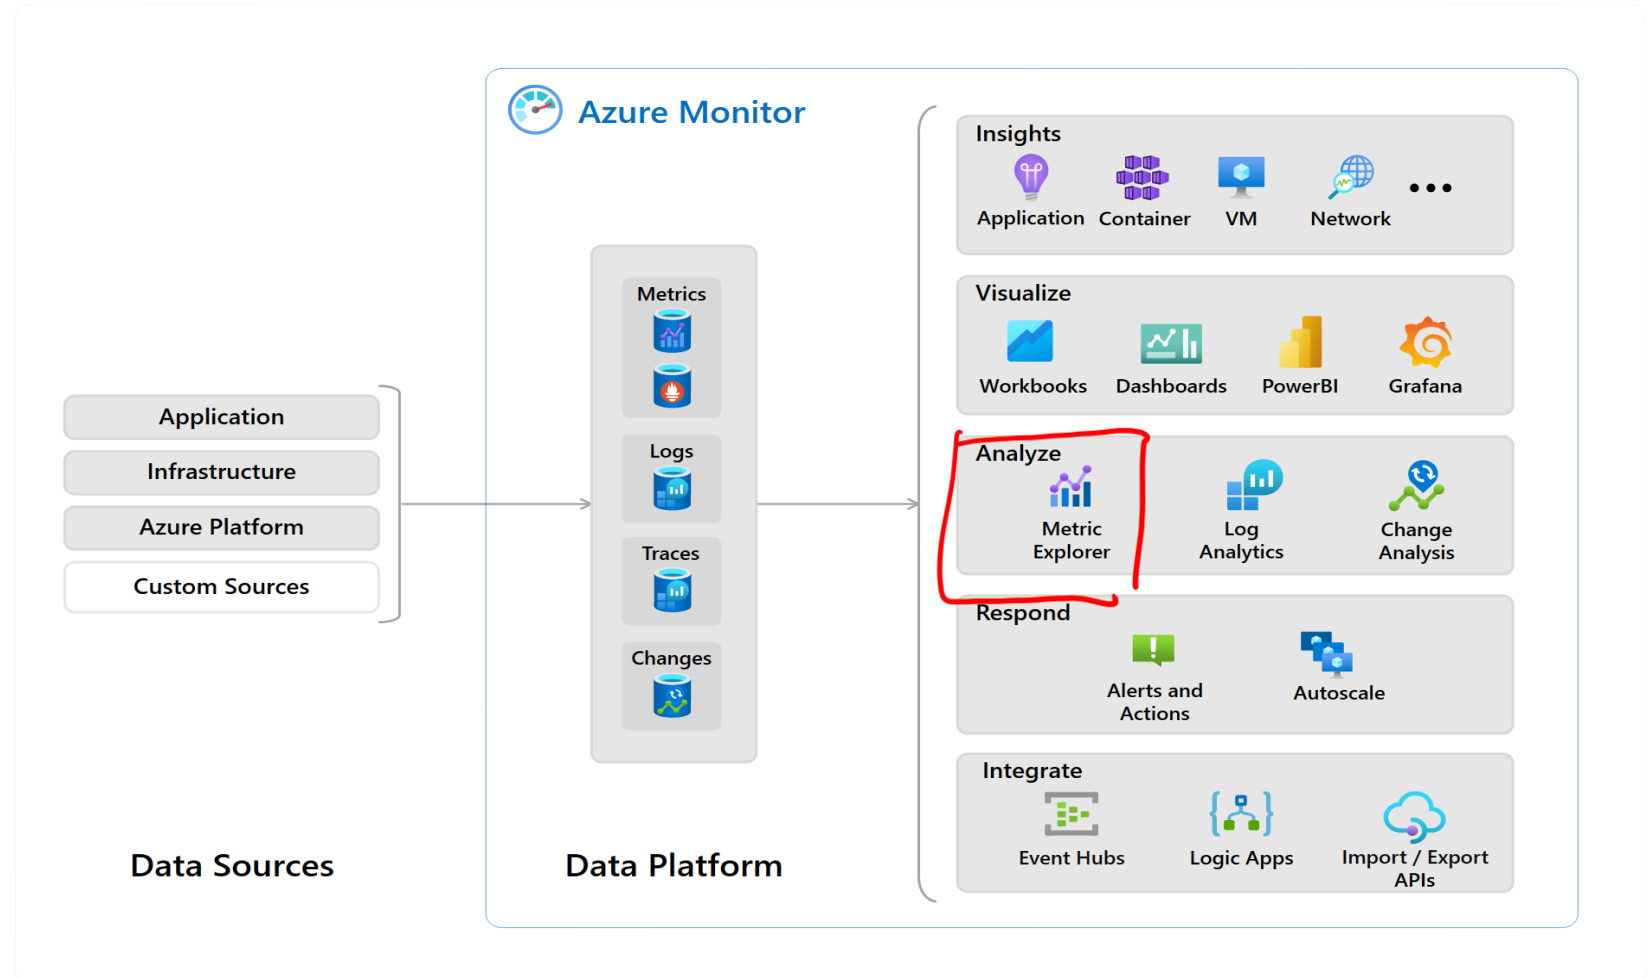 Azure Monitor
Application
Infrastructure
Azure Platform
Custom Sources
Data Sources
Metrics
Logs
Traces
Changes
Data Platform
Insights
Application
Container
VM
Network
Visualize
Workbooks
Dashboards
PowerBI
Grafana
Analyze
Metric
Explorer
Log
Analytics
Change
Analysis
Respond
Alerts and
Actions
Autoscale
Integrate
Event Hubs
Logic Apps
Import / Export
APIs